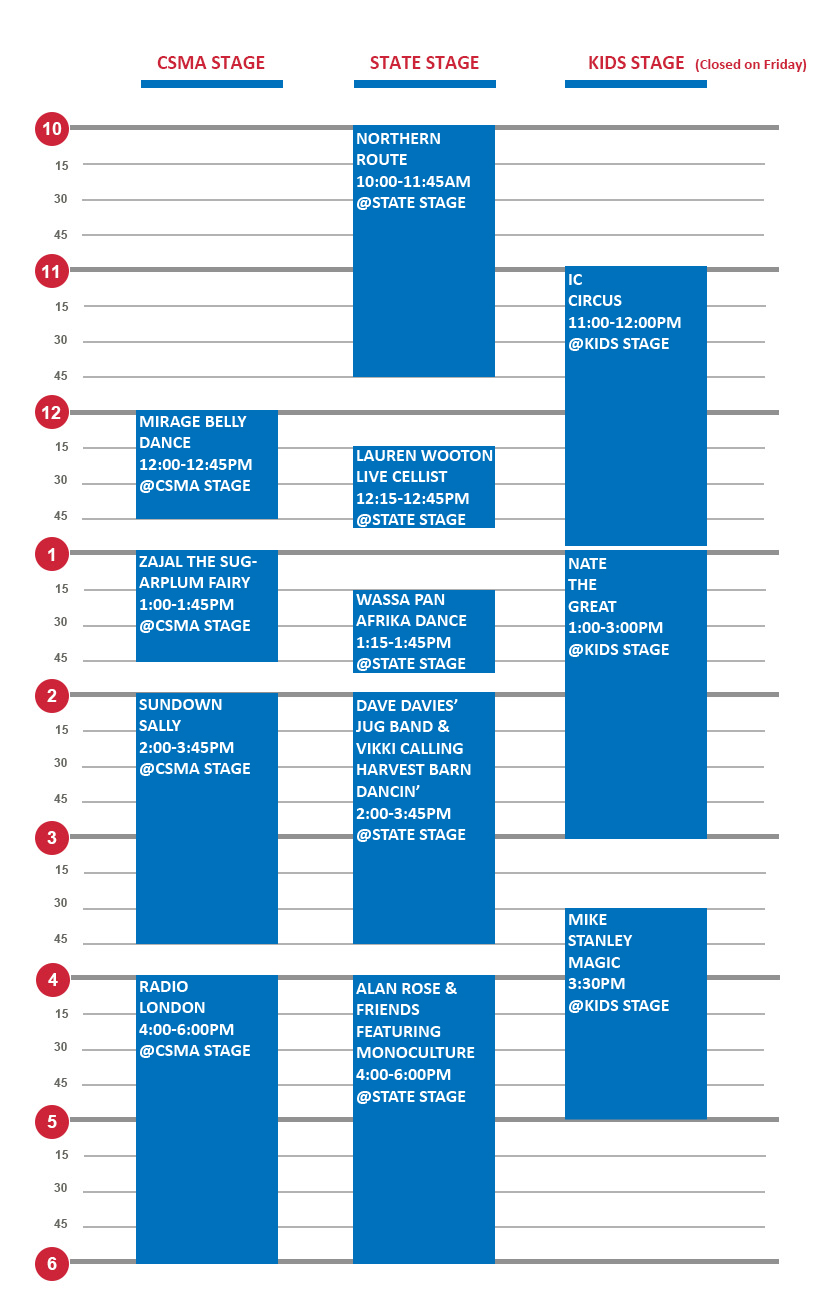 CSMA STAGE
STATE STAGE
KIDS STAGE (Closed on Friday)
10
15
30
45
11
15
30
45
12
15
30
45
1
15
30
45
2
15
30
45
3
15
30
45
4
15
30
45
5
15
30
45
6
MIRAGE BELLY
DANCE
12:00-12:45PM
@CSMA STAGE
ZAJAL THE SUG-
ARPLUM FAIRY
1:00-1:45PM
@CSMA STAGE
SUNDOWN
SALLY
2:00-3:45PM
@CSMA STAGE
RADIO
LONDON
4:00-6:00PM
@CSMA STAGE
NORTHERN
ROUTE
10:00-11:45AM
@STATE STAGE
LAUREN WOOTON
LIVE CELLIST
12:15-12:45PM
@STATE STAGE
WASSA PAN
AFRIKA DANCE
1:15-1:45PM
@STATE STAGE
DAVE DAVIES’
JUG BAND &
VIKKI CALLING
HARVEST BARN
DANCIN’
2:00-3:45PM
@STATE STAGE
ALAN ROSE &
FRIENDS
FEATURING
MONOCULTURE
4:00-6:00PM
@STATE STAGE
IC
CIRCUS
11:00-12:00PM
@KIDS STAGE
NATE
THE
GREAT
1:00-3:00PM
@KIDS STAGE
MIKE
STANLEY
MAGIC
3:30PM
@KIDS STAGE